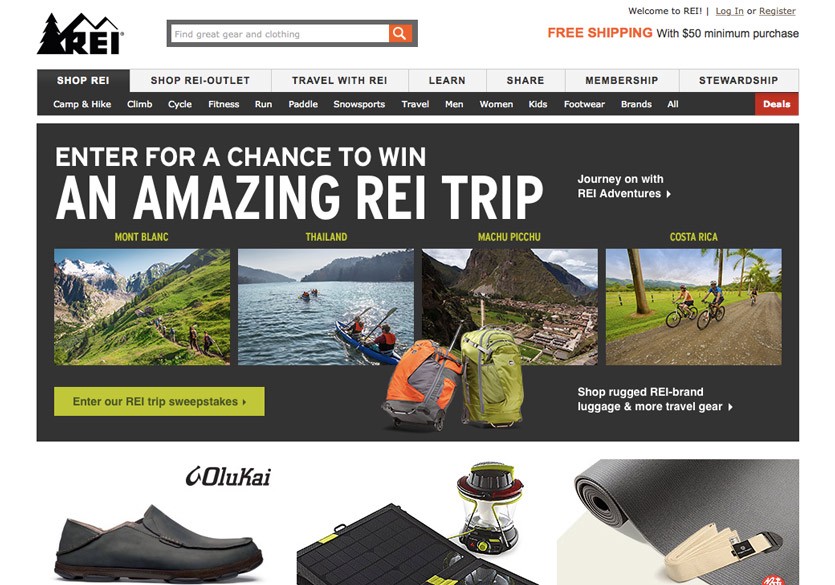 Welcome to REI! | Log In or Register
REI
Find great gear and clothing
FREE SHIPPING With $50 minimum purchase
SHOP REI SHOP REI-OUTLET TRAVEL WITH REI LEARN SHARE MEMBERSHIP STEWARDSHIP
Camp & Hike Climb Cycle Fitness Run Paddle Snowsports Travel Men Women Kids Footwear Brands All Deals
ENTER FOR A CHANCE TO WIN
AN AMAZING REI TRIP
Journey on with
REI Adventures
MONT BLANC THAILAND MACHU PICCHU COSTA RICA
Enter our REI trip sweepstakes
Shop rugged REI-brand
luggage & more travel gear
OluKai